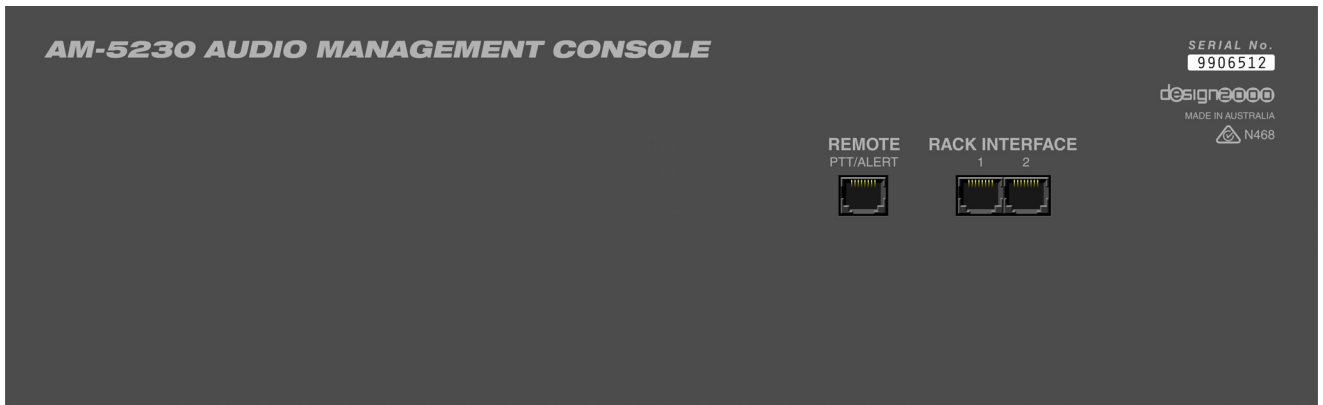 AM-5230 AUDIO MANAGEMENT CONSOLE
SERIAL No.
9906512
design2000
MADE IN AUSTRALIA
N468
REMOTE
PTT/ALERT
RACK INTERFACE
1 2